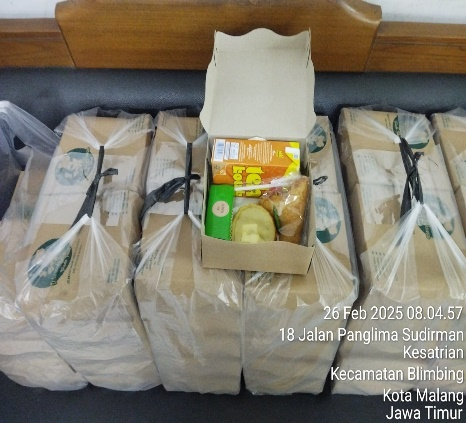 26 Feb 2025 08.04.57
18 Jalan Panglima Sudirman
Kesatrian
Kecamatan Blimbing
Kota Malang
Jawa Timur